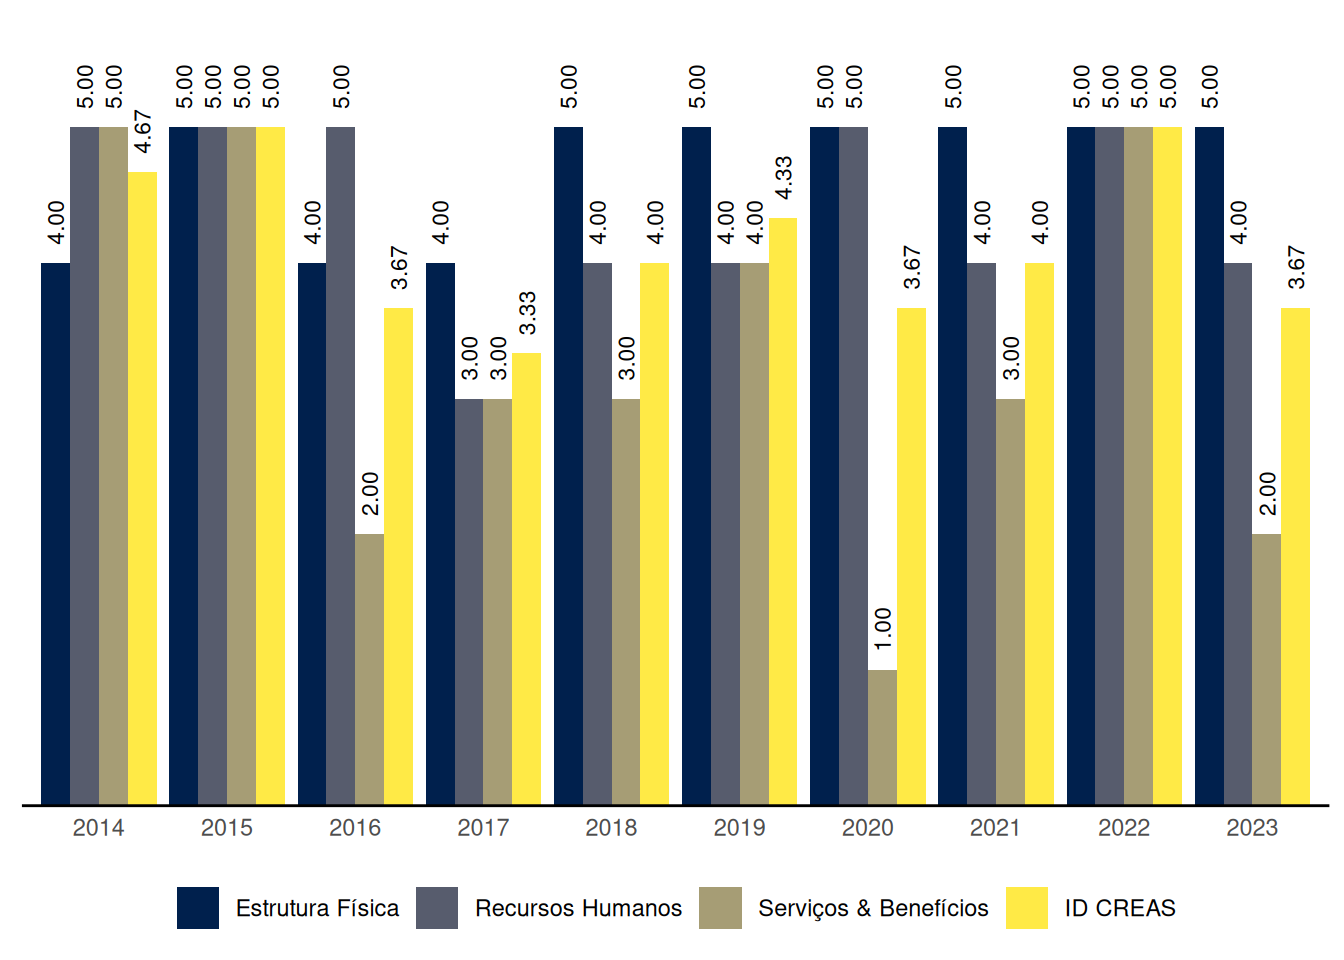 4.00 5.00 5.00 4.67 5.00 5.00 5.00 5.00 4.00 5.00 2.00 3.67 4.00 3.00 3.00 3.33 5.00 4.00 3.00 4.00 5.00 4.00 4.00 4.33 5.00 5.00 1.00 3.67 5.00 4.00 3.00 4.00 5.00 5.00 5.00 5.00 5.00 4.00 2.00 3.67
2014 2015 2016 2017 2018 2019 2020 2021 2022 2023
Estrutura Física Recursos Humanos Serviços & Benefícios ID CREAS